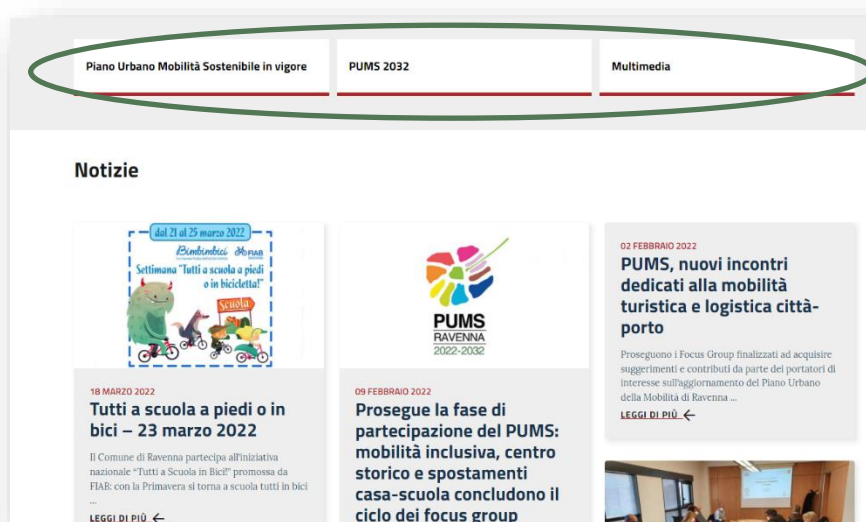 Piano Urbano Mobilità Sostenibile in vigore
PUMS 2032
Multimedia
Notizie
dal 21 al 25 marzo 2022
Bimbimbici FIAB
Settimana "Tutti a scuola a piedi
o in bicicletta!"
Scuola
18 MARZO 2022
Tutti a scuola a piedi o in
bici – 23 marzo 2022
Il Comune di Ravenna partecipa all'iniziativa
nazionale "Tutti a Scuola in Bici!" promossa da
FIAB: con la Primavera si torna a scuola tutti in bici
...
LEGGI DI PIÙ
PUMS
RAVENNA
2022-2032
09 FEBBRAIO 2022
Prosegue la fase di
partecipazione del PUMS:
mobilità inclusiva, centro
storico e spostamenti
casa-scuola concludono il
ciclo dei focus group
02 FEBBRAIO 2022
PUMS, nuovi incontri
dedicati alla mobilità
turistica e logistica città-
porto
Proseguono i Focus Group finalizzati ad acquisire
suggerimenti e contributi da parte dei portatori di
interesse sull'aggiornamento del Piano Urbano
della Mobilità di Ravenna ...
LEGGI DI PIÙ